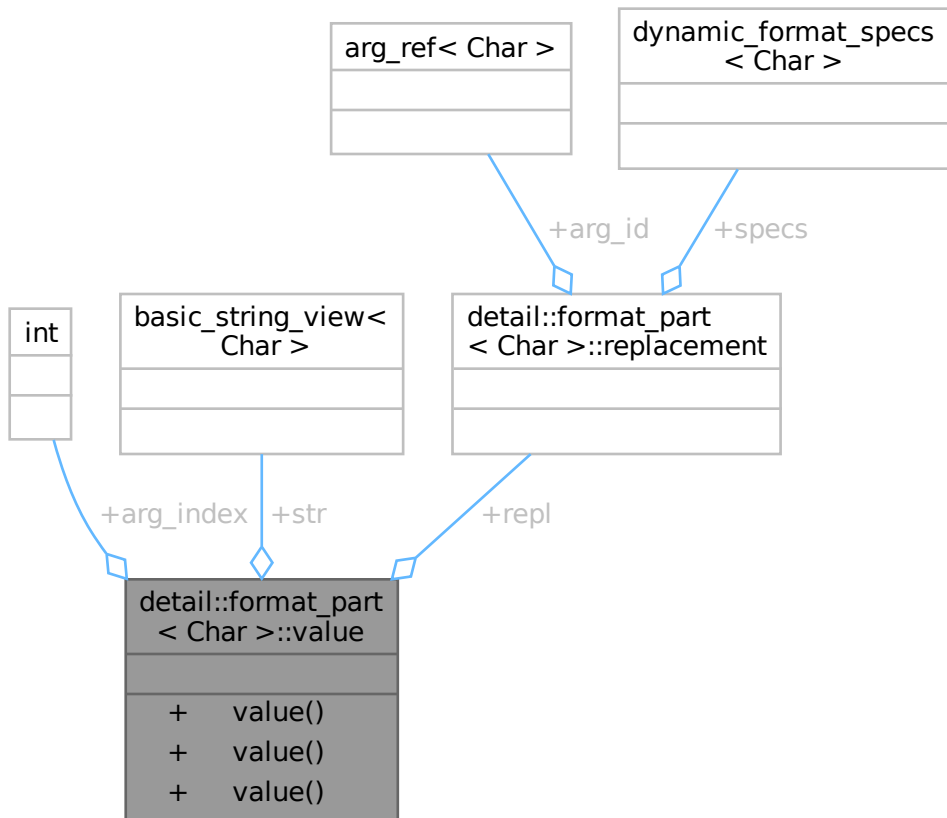 arg_ref< Char >
dynamic_format_specs
< Char >
+arg_id
+specs
int
basic_string_view<
Char >
detail::format_part
< Char >::replacement
+arg_index
+str
+repl
detail::format_part
< Char >::value
+ value()
+ value()
+ value()